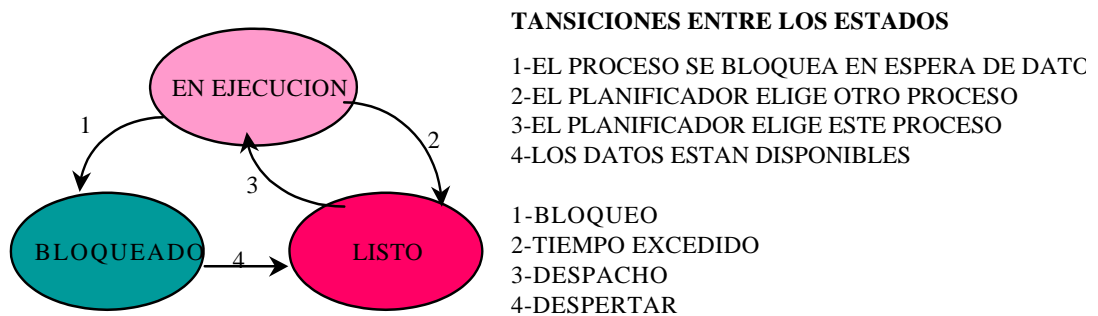 EN EJECUCION
1
2
3
BLOQUEADO
4
LISTO
TANSICIONES ENTRE LOS ESTADOS
1-EL PROCESO SE BLOQUEA EN ESPERA DE DATO
2-EL PLANIFICADOR ELIGE OTRO PROCESO
3-EL PLANIFICADOR ELIGE ESTE PROCESO
4-LOS DATOS ESTAN DISPONIBLES
1-BLOQUEO
2-TIEMPO EXCEDIDO
3-DESPACHO
4-DESPERTAR